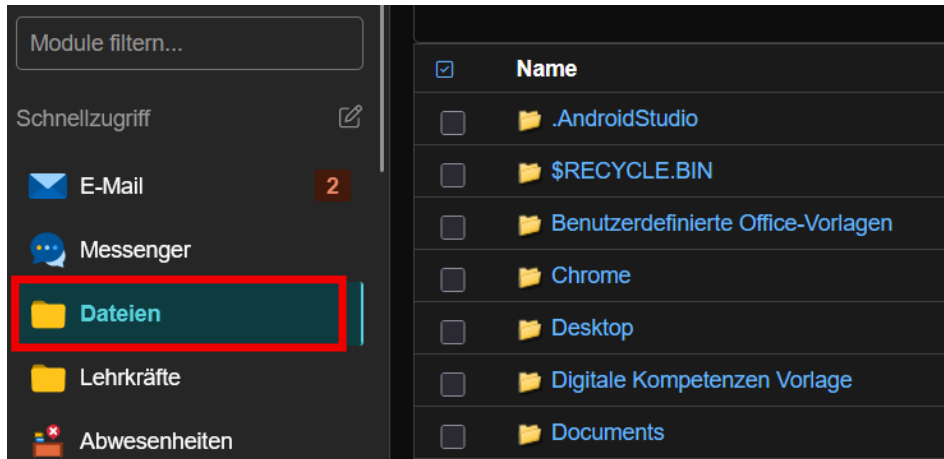 Module filtern...
Schnellzugriff
E-Mail 2
Messenger
Dateien
Lehrkräfte
Abwesenheiten
Name
.AndroidStudio
$RECYCLE.BIN
Benutzerdefinierte Office-Vorlagen
Chrome
Desktop
Digitale Kompetenzen Vorlage
Documents